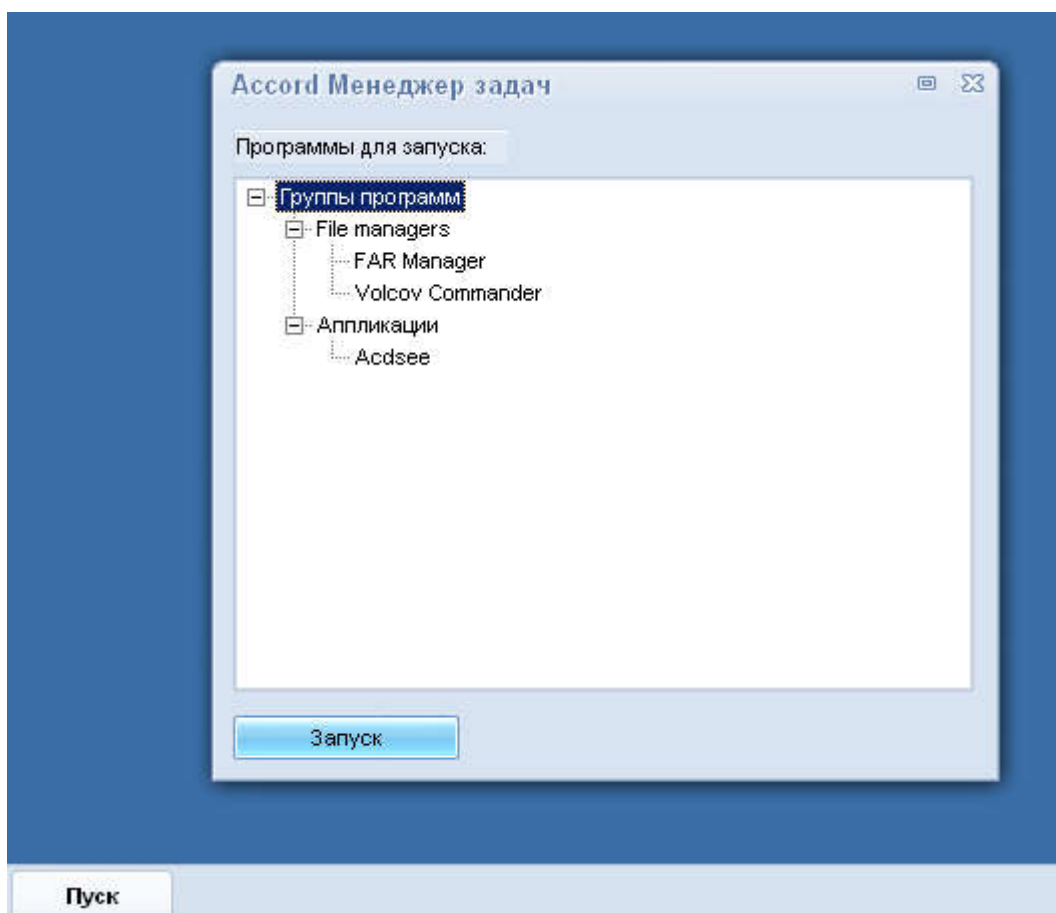 Accord Менеджер задач
Программы для запуска:
Группы программ
File managers
FAR Manager
Volcov Commander
Аппликации
Acdsee
Запуск
Пуск